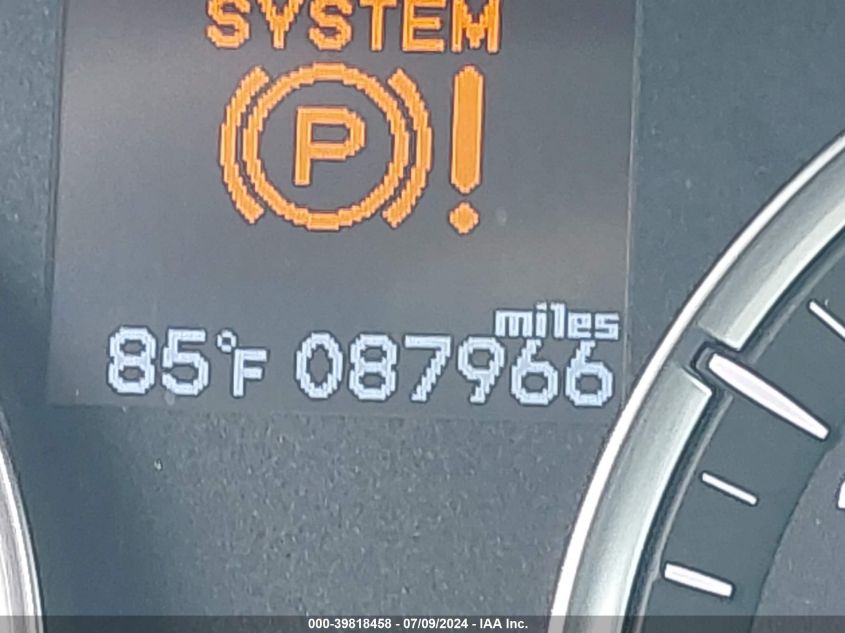 SYSTEM
P !
miles
85°F 087966
000-39818458 - 07/09/2024 - IAA Inc.